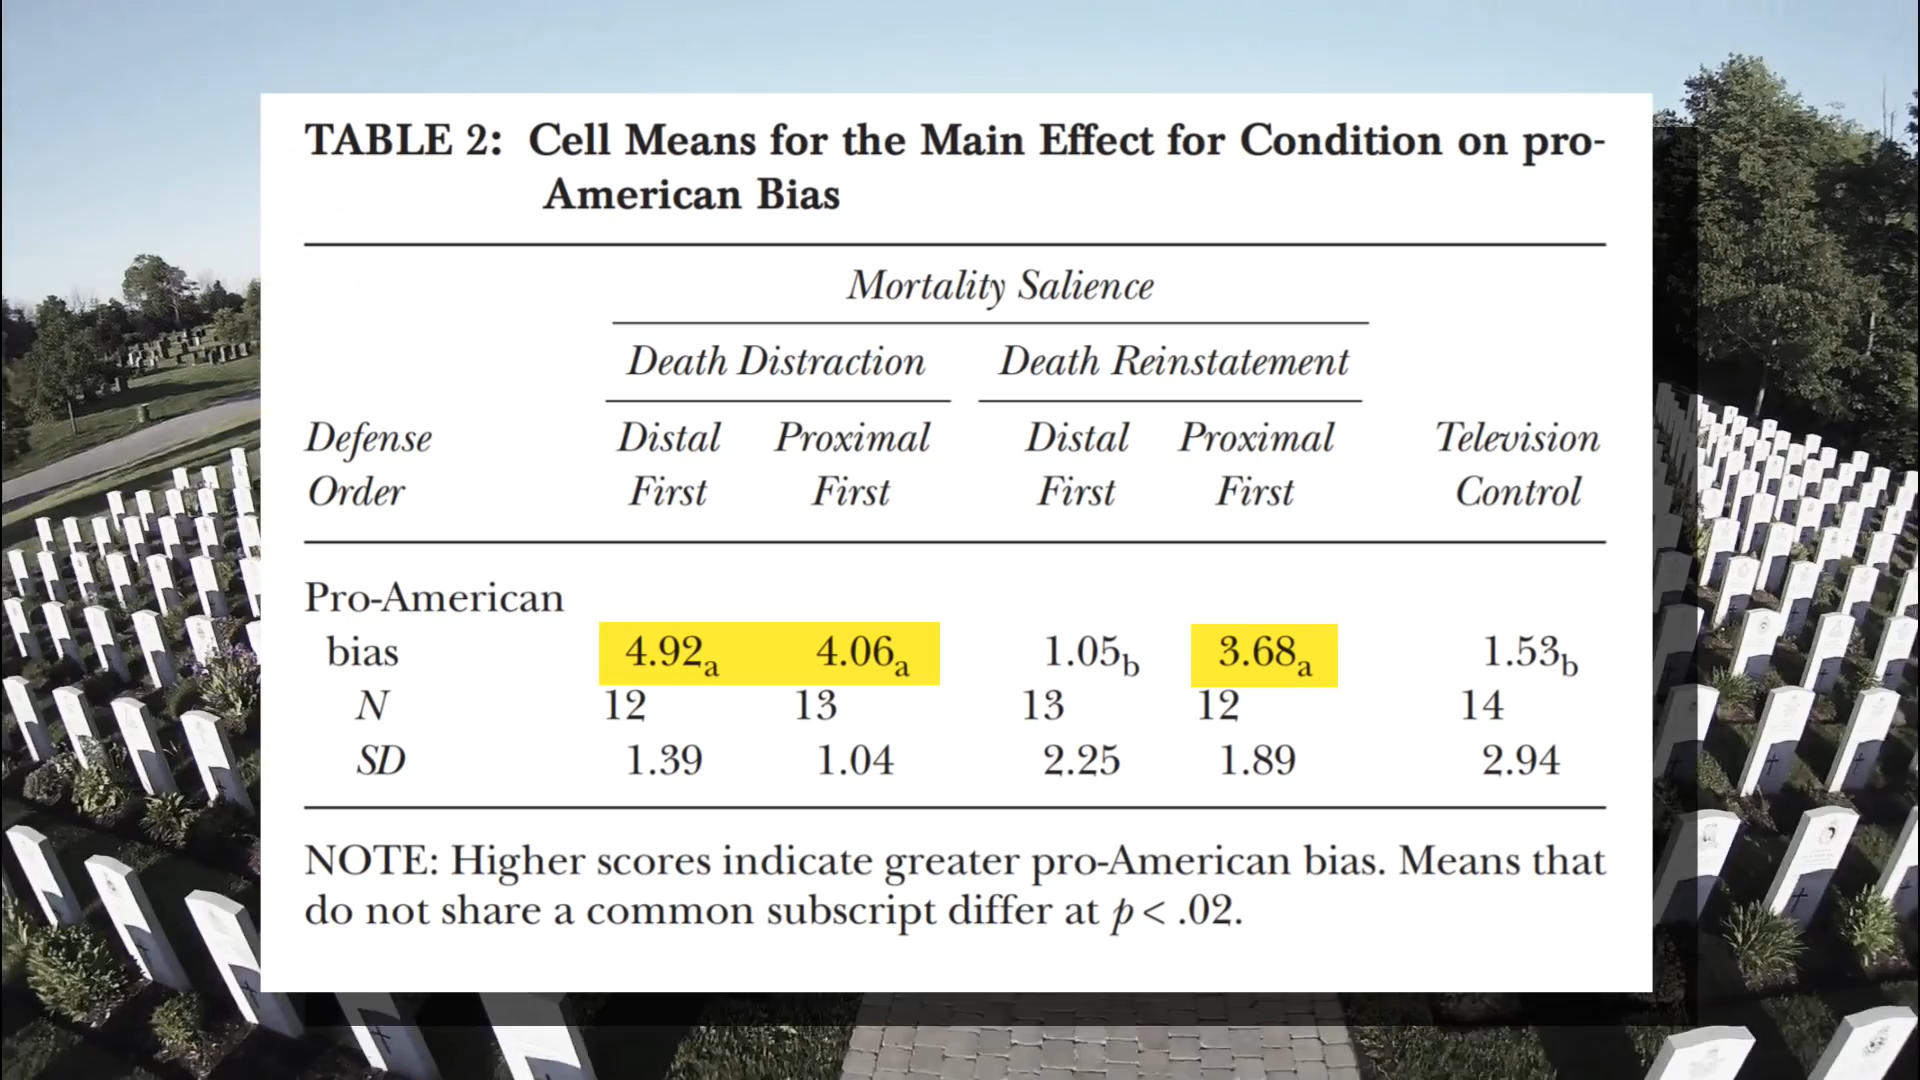 TABLE 2: Cell Means for the Main Effect for Condition on pro-
American Bias
Mortality Salience
Death Distraction Death Reinstatement
Defense Distal Proximal Distal Proximal Television
Order First First First First Control
Pro-American
bias 4.92a 4.06a 1.05b 3.68a 1.53b
N 12 13 13 12 14
SD 1.39 1.04 2.25 1.89 2.94
NOTE: Higher scores indicate greater pro-American bias. Means that
do not share a common subscript differ at p < .02.